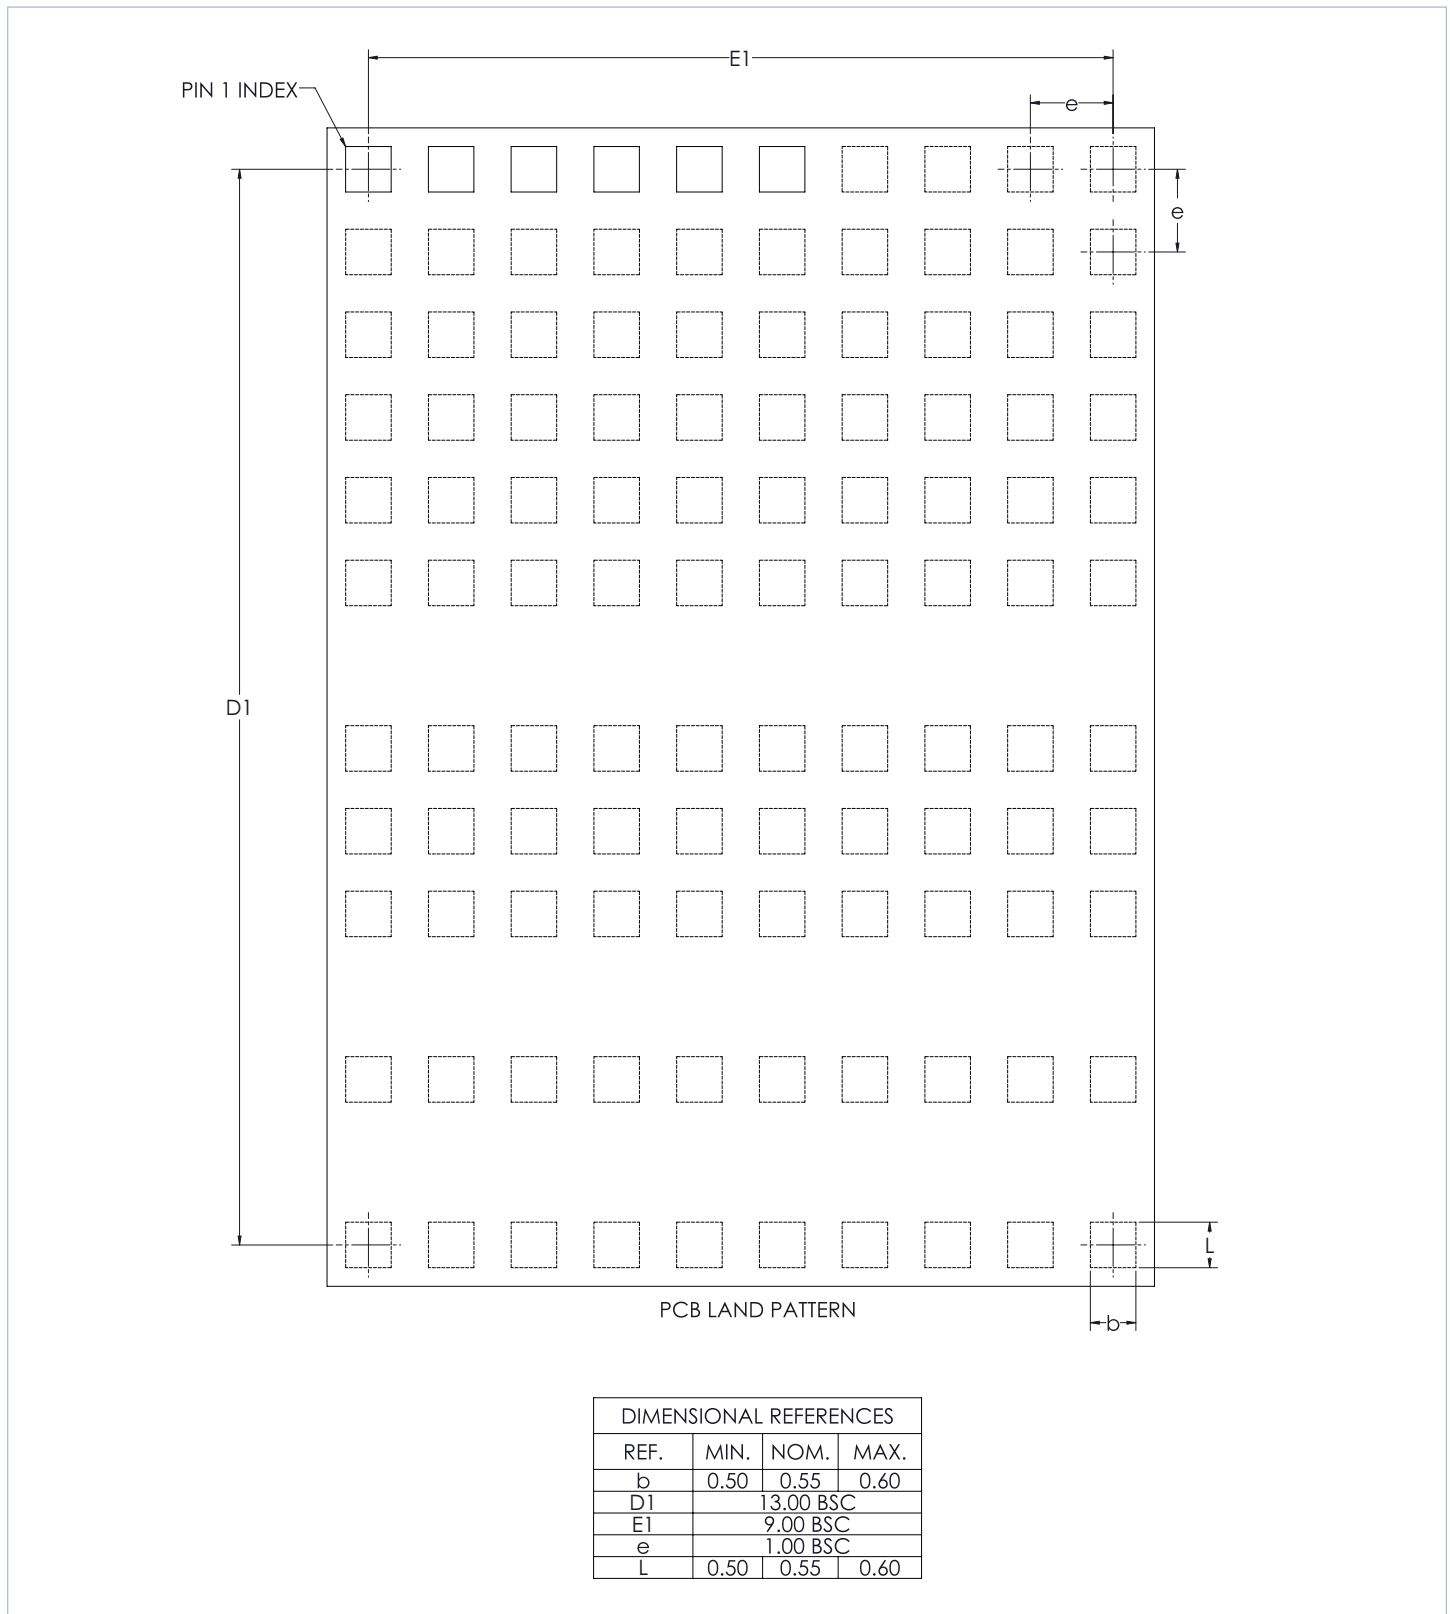 E1
PIN 1 INDEX
e
e
D1
L
PCB LAND PATTERN
b
DIMENSIONAL REFERENCES
REF. MIN. NOM. MAX.
b 0.50 0.55 0.60
D1 13.00 BSC
E1 9.00 BSC
e 1.00 BSC
L 0.50 0.55 0.60